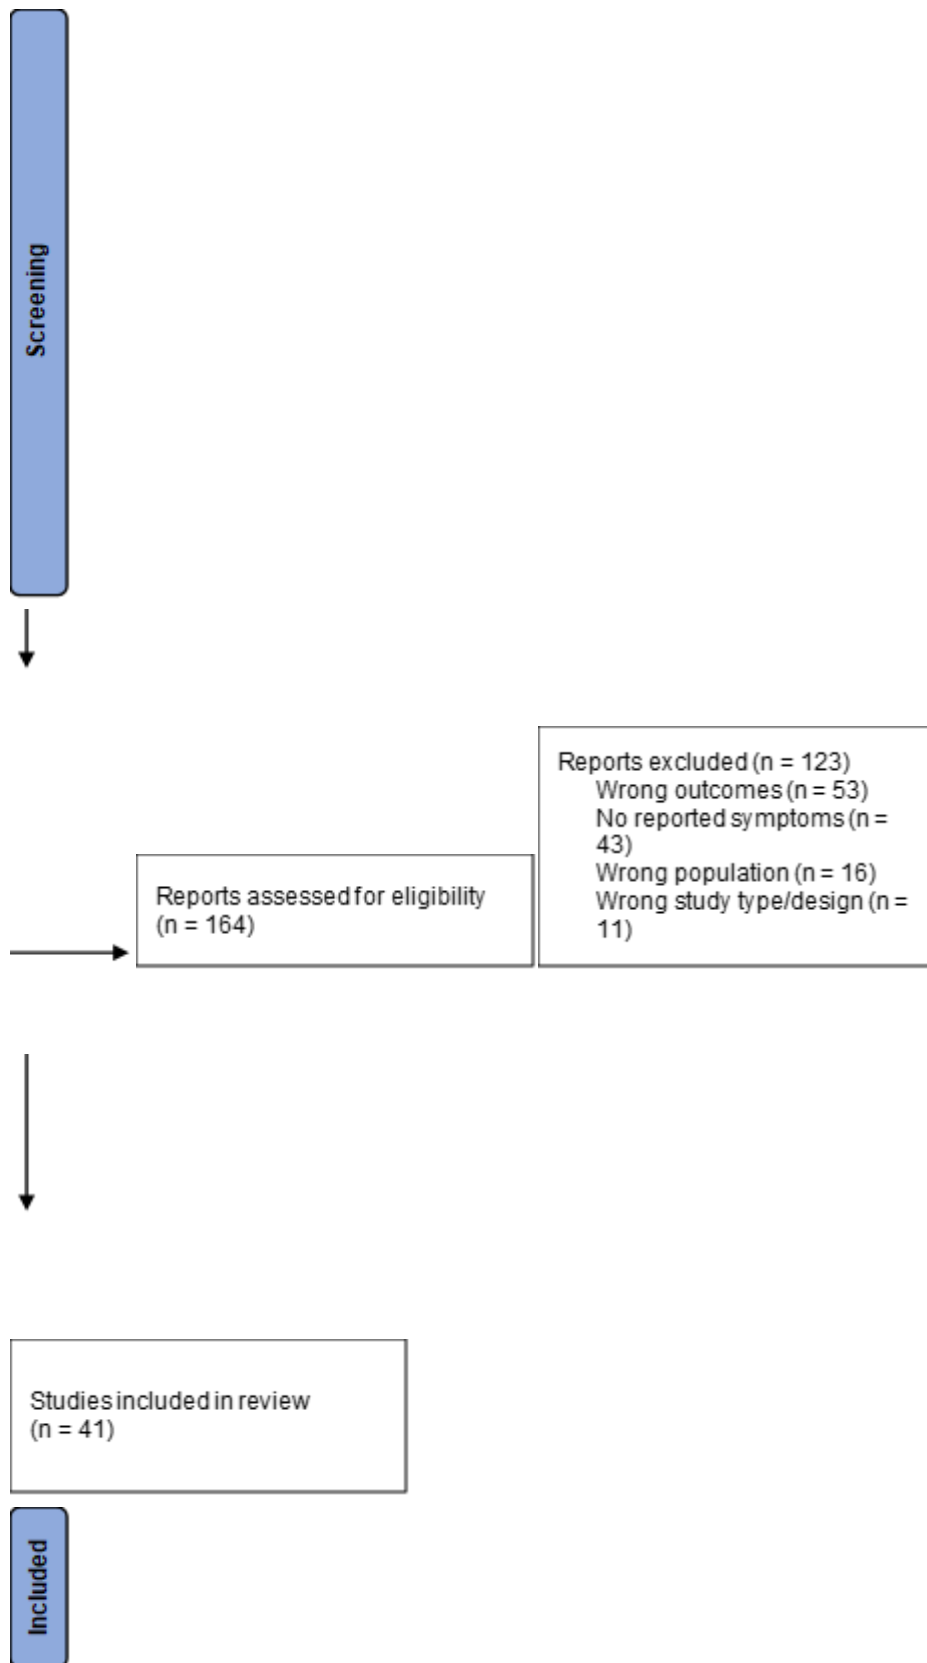 Screening
Reports excluded (n = 123)
Wrong outcomes (n = 53)
No reported symptoms (n =
43)
Wrong population (n = 16)
Wrong study type/design (n =
11)
Reports assessed for eligibility
(n = 164)
Studies included in review
(n = 41)
Included